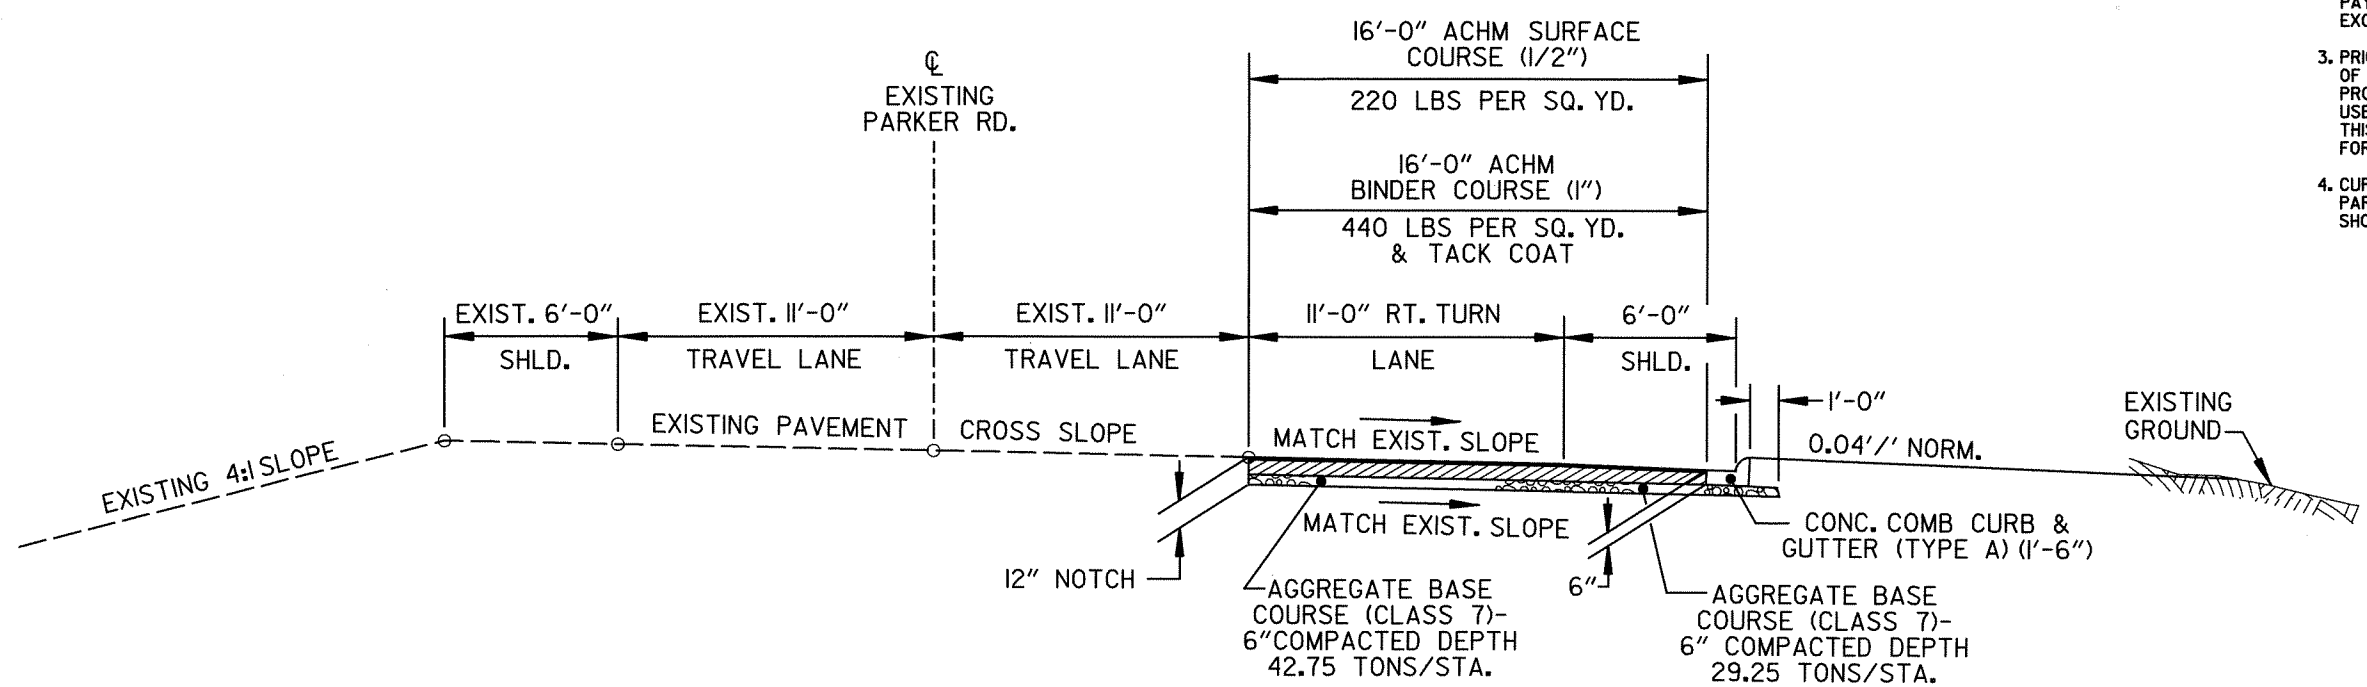 16'-0" ACHM SURFACE
COURSE (1/2")
220 LBS PER SQ. YD.
16'-0" ACHM
BINDER COURSE (1")
440 LBS PER SQ. YD.
& TACK COAT
℄
EXISTING
PARKER RD.
EXIST. 6'-0"
SHLD.
EXIST. 11'-0"
TRAVEL LANE
EXIST. 11'-0"
TRAVEL LANE
11'-0" RT. TURN
LANE
6'-0"
SHLD.
1'-0"
EXISTING
GROUND
EXISTING 4:1 SLOPE
EXISTING PAVEMENT
CROSS SLOPE
MATCH EXIST. SLOPE
0.04'/' NORM.
MATCH EXIST. SLOPE
12" NOTCH
6"
CONC. COMB CURB &
GUTTER (TYPE A) (1'-6")
AGGREGATE BASE
COURSE (CLASS 7)-
6" COMPACTED DEPTH
42.75 TONS/STA.
AGGREGATE BASE
COURSE (CLASS 7)-
6" COMPACTED DEPTH
29.25 TONS/STA.
3.
OF
4.